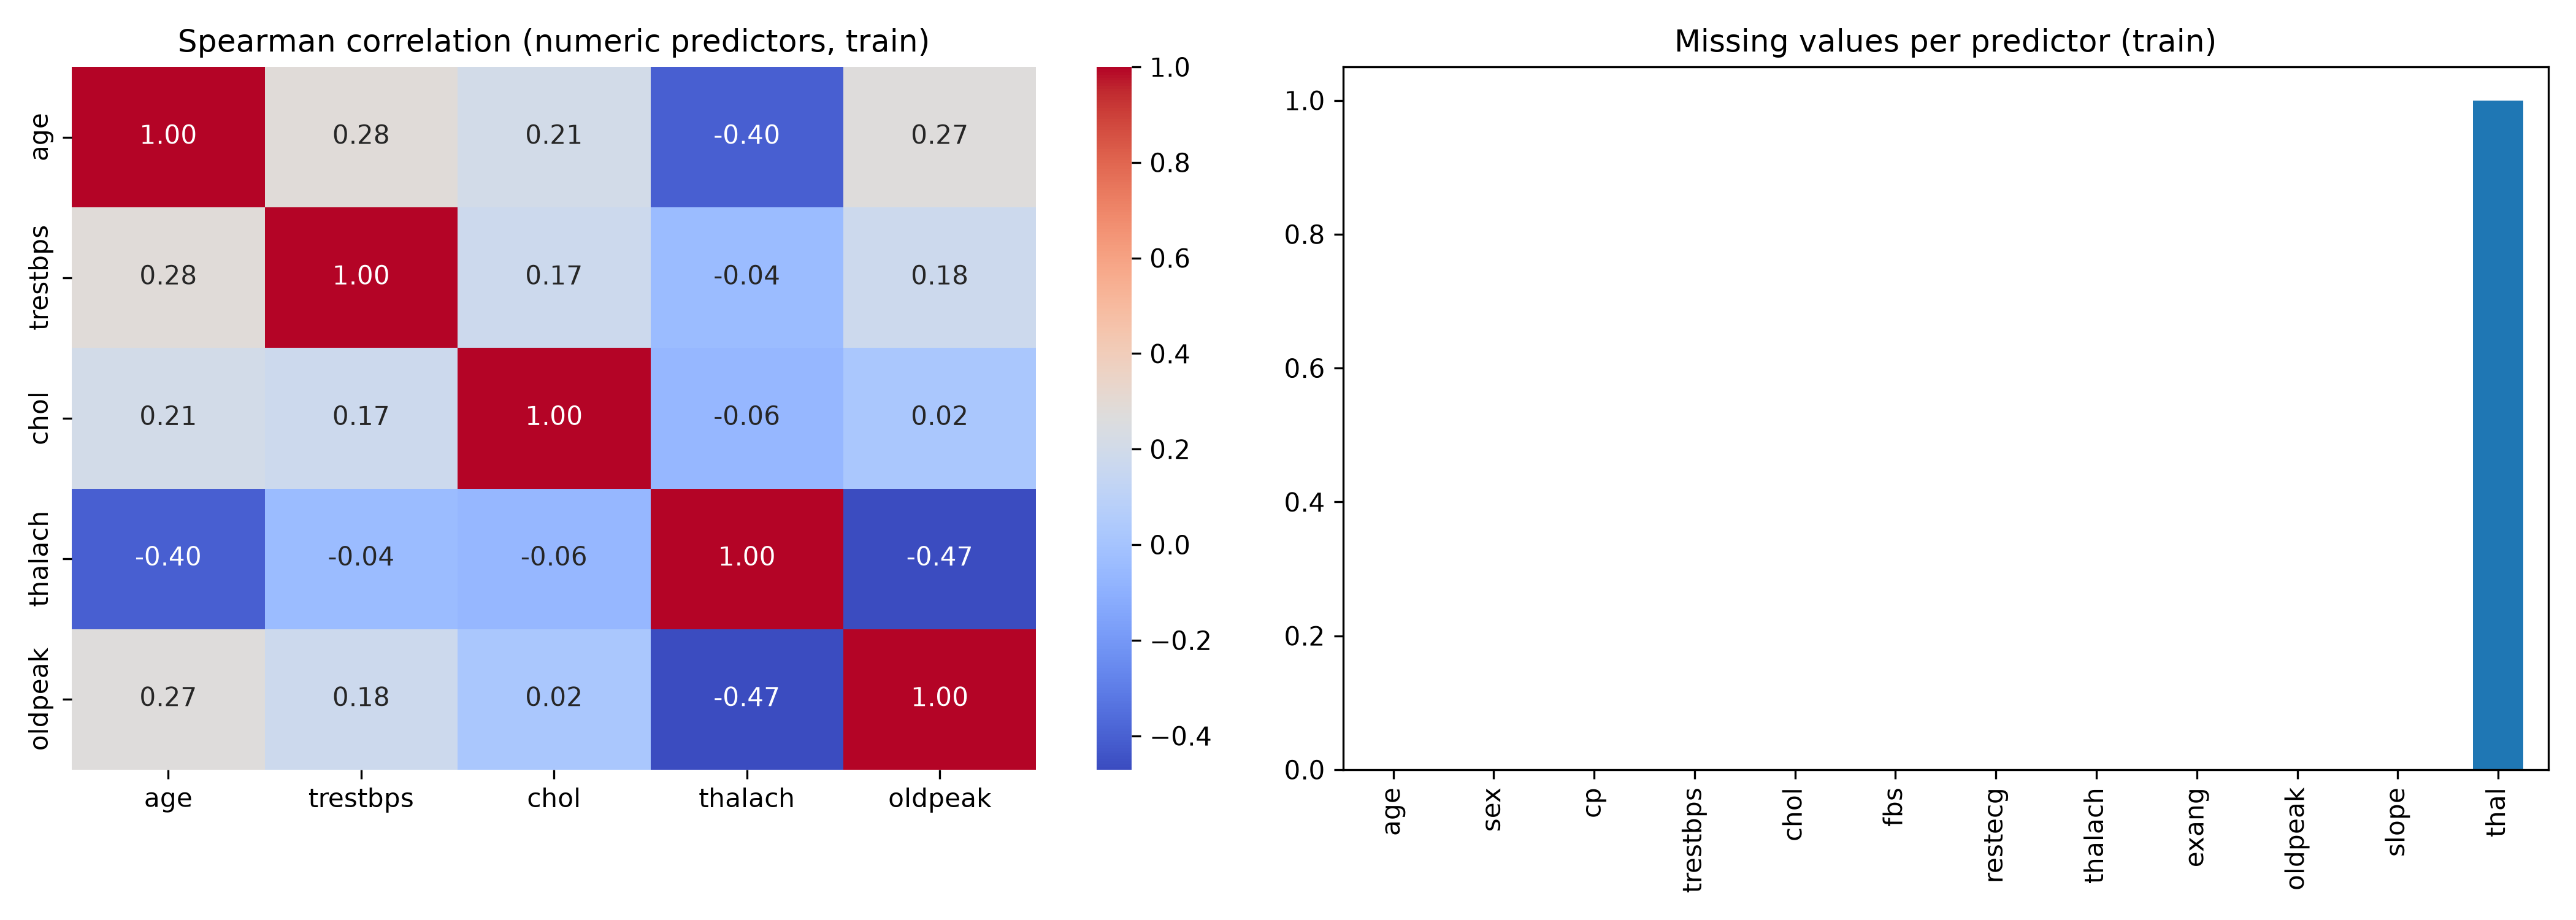 Spearman correlation (numeric predictors, train)
age 1.00 0.28 0.21 -0.40 0.27
trestbps 0.28 1.00 0.17 -0.04 0.18
chol 0.21 0.17 1.00 -0.06 0.02
thalach -0.40 -0.04 -0.06 1.00 -0.47
oldpeak 0.27 0.18 0.02 -0.47 1.00
age trestbps chol thalach oldpeak
1.0
0.8
0.6
0.4
0.2
0.0
−0.2
−0.4
Missing values per predictor (train)
1.0
0.8
0.6
0.4
0.2
0.0
age sex cp trestbps chol fbs restecg thalach exang oldpeak slope thal